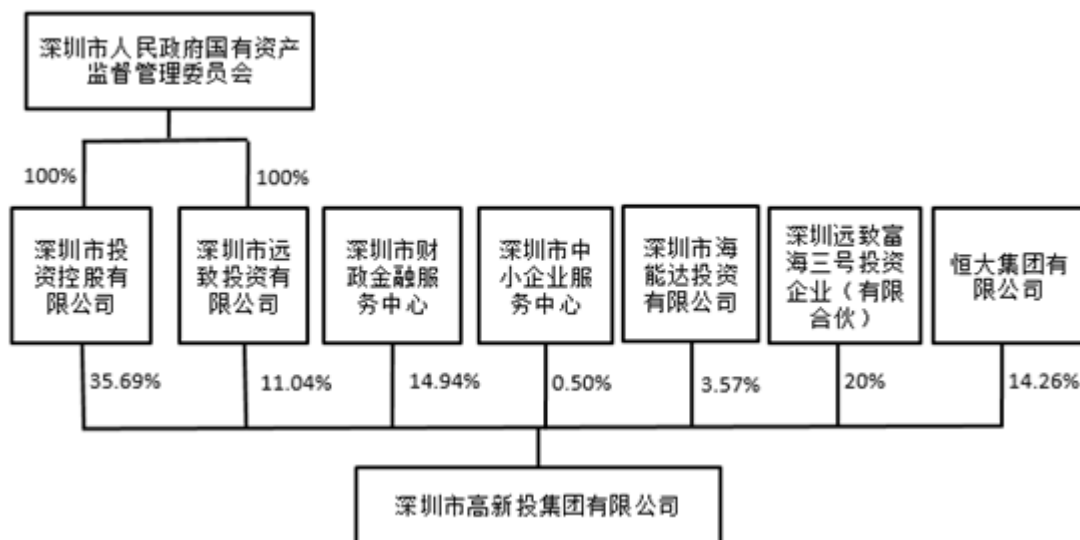 深圳市人民政府国有资产
监督管理委员会
100%
100%
深圳市投
资控股有
限公司
深圳市远
致投资有
限公司
深圳市财
政金融服
务中心
深圳市中
小企业服
务中心
深圳市海
能达投资
有限公司
深圳远致富
海三号投资
企业（有限
合伙）
恒大集团有
限公司
35.69%
11.04%
14.94%
0.50%
3.57%
20%
14.26%
深圳市高新投集团有限公司